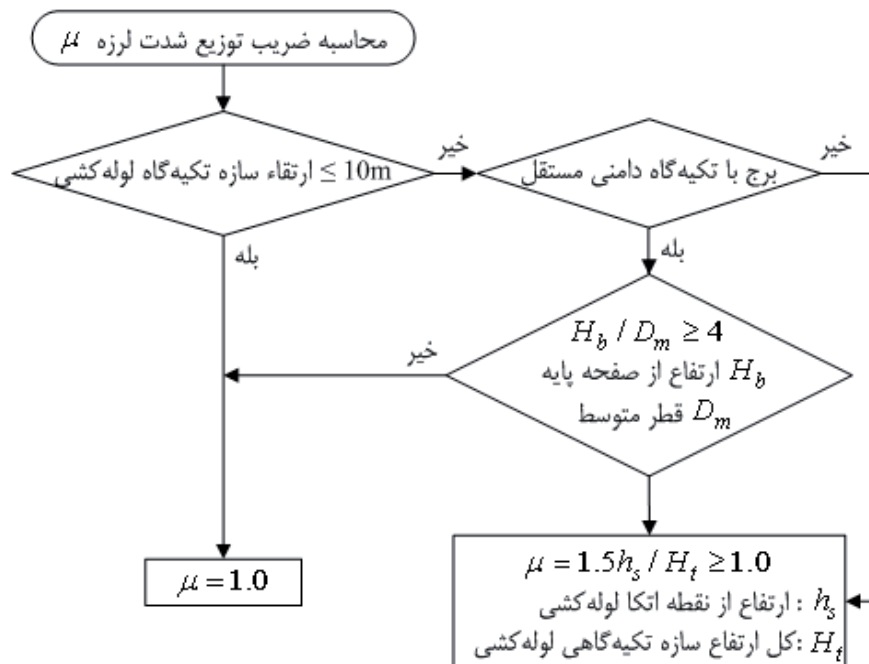 محاسبه ضریب توزیع شدت لرزه μ
ارتقاء سازه تکیه‌گاه لوله‌کشی ≤ 10m
خیر
برج با تکیه‌گاه دامنی مستقل
خیر
بله
بله
H_b / D_m ≥ 4
H_b ارتفاع از صفحه پایه
D_m قطر متوسط
خیر
μ = 1.0
μ = 1.5h_s / H_t ≥ 1.0
h_s : ارتفاع از نقطه اتکا لوله‌کشی
H_t :کل ارتفاع سازه تکیه‌گاهی لوله‌کشی